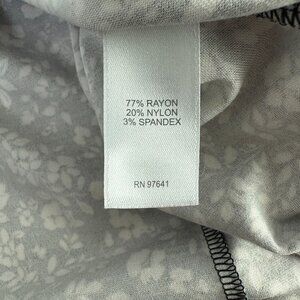 77% RAYON
20% NYLON
3% SPANDEX
RN 97641